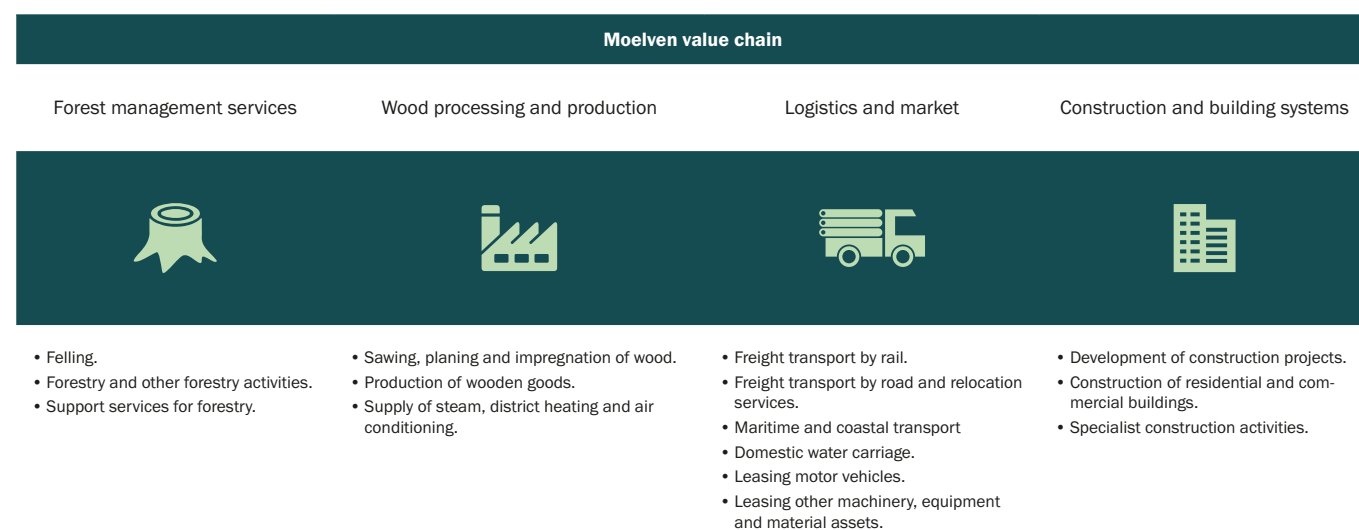 Moelven value chain
Forest management services
Wood processing and production
Logistics and market
Construction and building systems
• Felling.
• Forestry and other forestry activities.
• Support services for forestry.
• Sawing, planing and impregnation of wood.
• Production of wooden goods.
• Supply of steam, district heating and air
conditioning.
• Freight transport by rail.
• Freight transport by road and relocation
services.
• Maritime and coastal transport
• Domestic water carriage.
• Leasing motor vehicles.
• Leasing other machinery, equipment
and material assets.
• Development of construction projects.
• Construction of residential and com-
mercial buildings.
• Specialist construction activities.